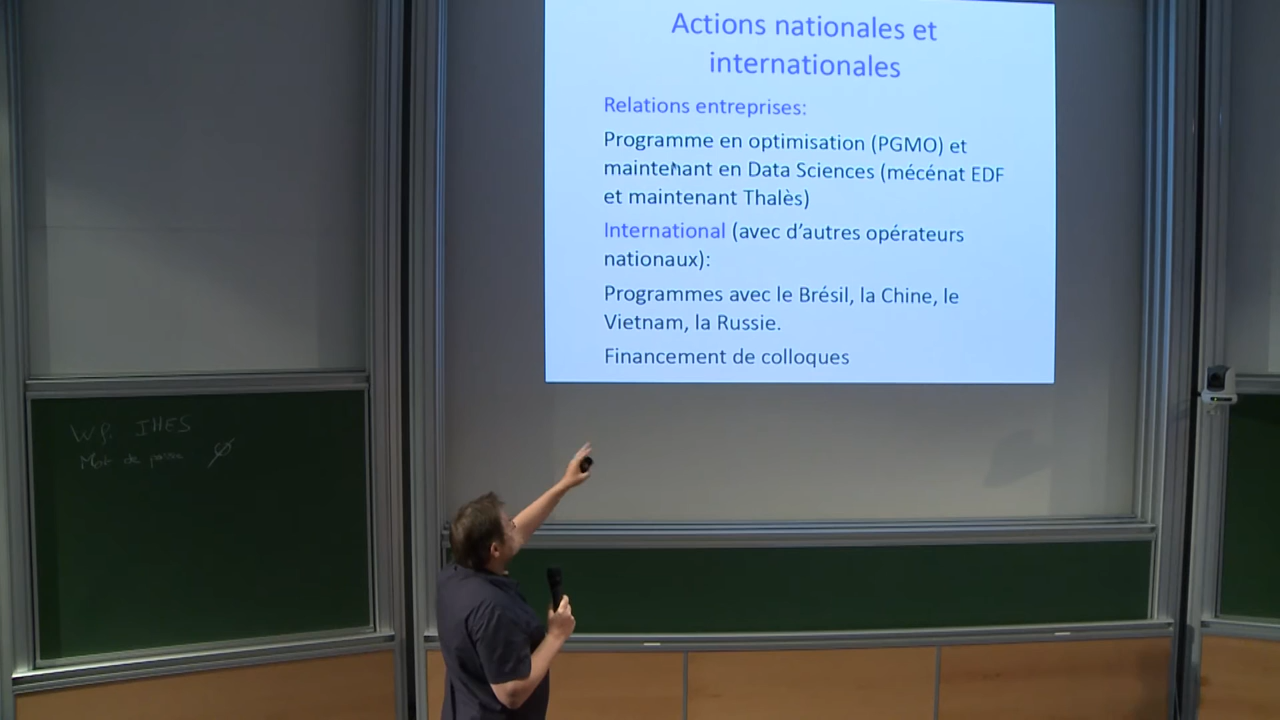 Actions nationales et
internationales
Relations entreprises:
Programme en optimisation (PGMO) et
maintenant en Data Sciences (mécénat EDF
et maintenant Thalès)
International (avec d'autres opérateurs
nationaux):
Programmes avec le Brésil, la Chine, le
Vietnam, la Russie.
Financement de colloques
Wifi IHES
Mot de passe ∅